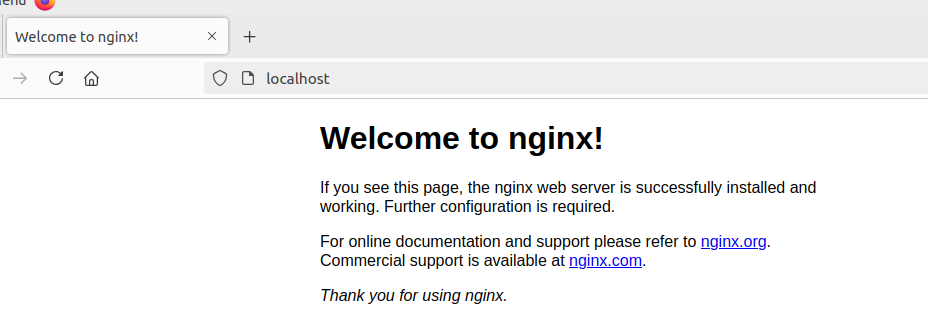 Welcome to nginx!
localhost
Welcome to nginx!
If you see this page, the nginx web server is successfully installed and
working. Further configuration is required.
For online documentation and support please refer to nginx.org.
Commercial support is available at nginx.com.
Thank you for using nginx.